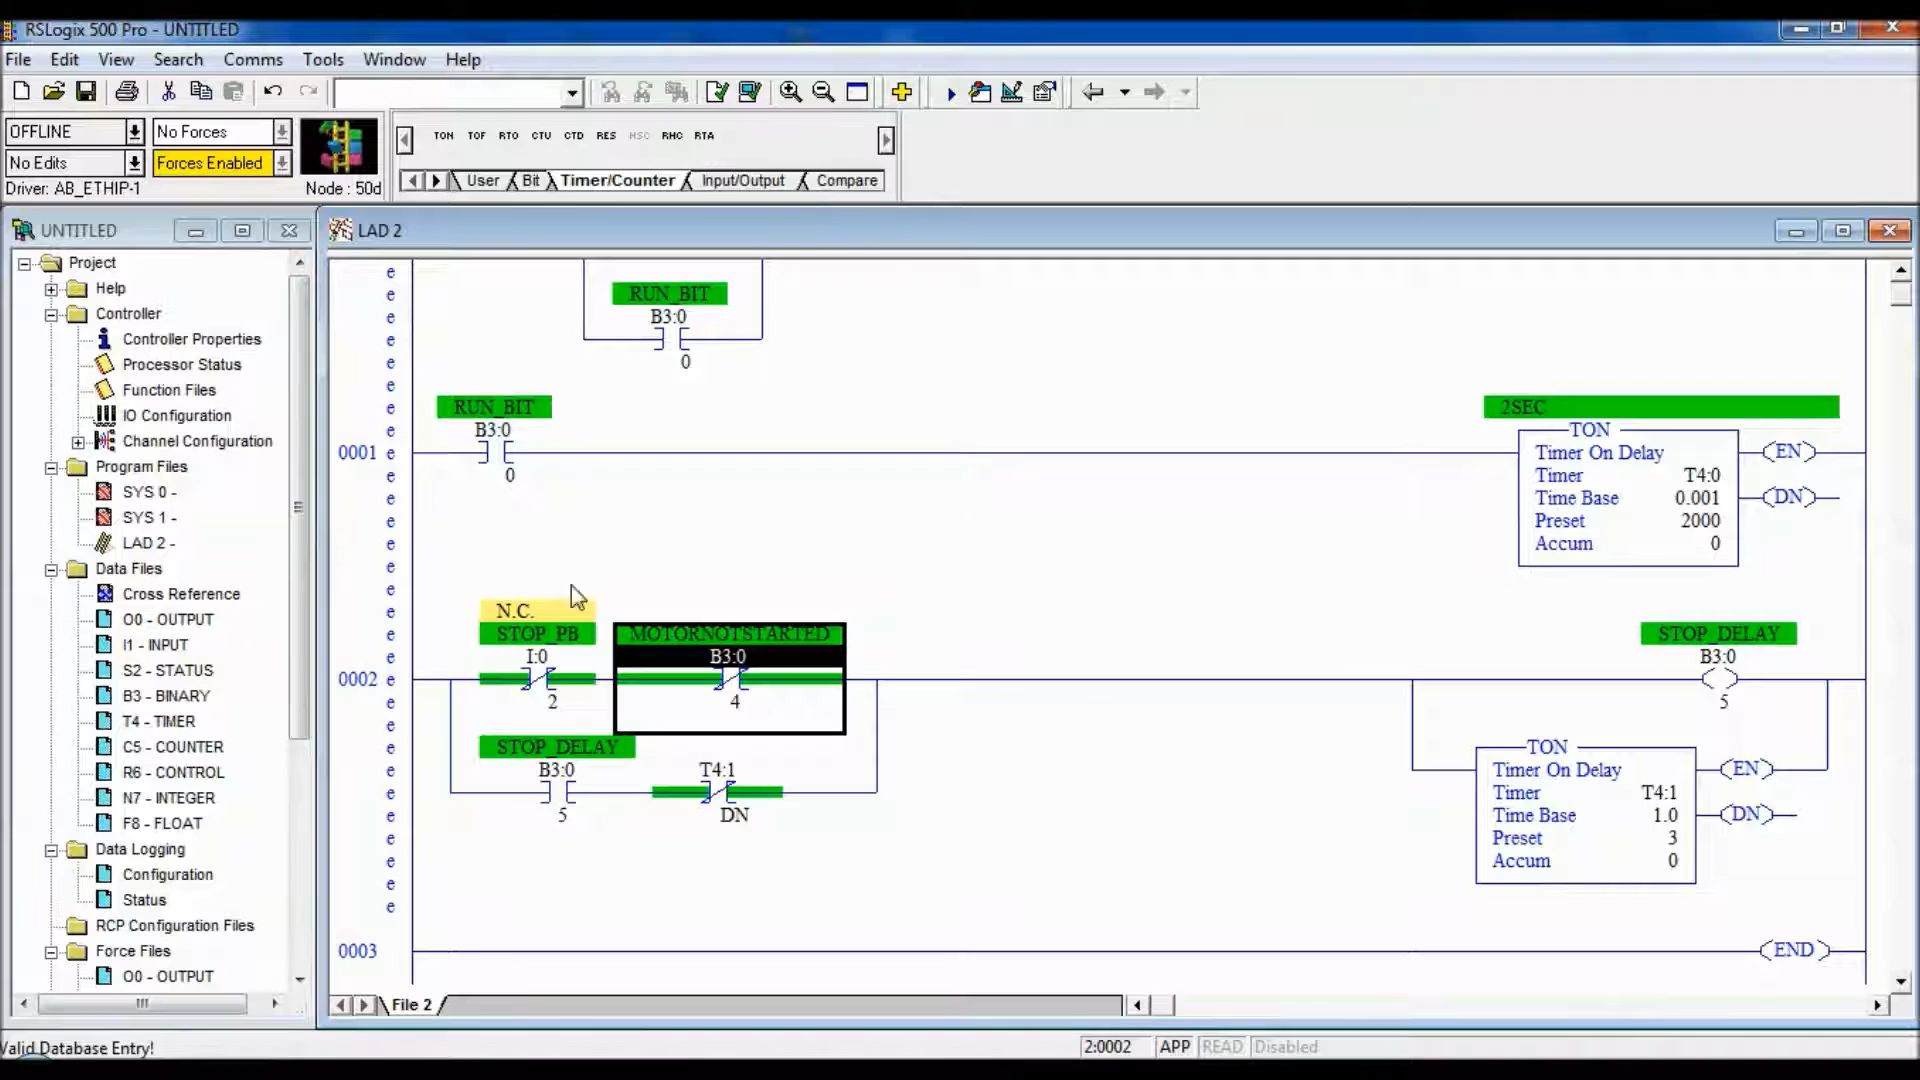 RSLogix 500 Pro - UNTITLED
File Edit View Search Comms Tools Window Help
OFFLINE No Forces
No Edits Forces Enabled
Driver: AB_ETHIP-1 Node : 50d
TON TOF RTO CTU CTD RES HSC RHC RTA
User Bit Timer/Counter Input/Output Compare
UNTITLED
Project
Help
Controller
Controller Properties
Processor Status
Function Files
IO Configuration
Channel Configuration
Program Files
SYS 0 -
SYS 1 -
LAD 2 -
Data Files
Cross Reference
O0 - OUTPUT
I1 - INPUT
S2 - STATUS
B3 - BINARY
T4 - TIMER
C5 - COUNTER
R6 - CONTROL
N7 - INTEGER
F8 - FLOAT
Data Logging
Configuration
Status
RCP Configuration Files
Force Files
O0 - OUTPUT
LAD 2
e
e
RUN_BIT
B3:0
0
e
e
e
e
e
RUN_BIT
B3:0
0001 e
0
2SEC
TON
Timer On Delay
Timer T4:0
Time Base 0.001
Preset 2000
Accum 0
EN
DN
e
e
e
e
e
e
e
N.C.
STOP_PB
I:0
2
MOTORNOTSTARTED
B3:0
4
STOP_DELAY
B3:0
5
0002 e
e
e
STOP_DELAY
B3:0
5
T4:1
DN
TON
Timer On Delay
Timer T4:1
Time Base 1.0
Preset 3
Accum 0
EN
DN
e
e
e
e
e
e
e
e
0003 END
File 2
Valid Database Entry!
2:0002 APP READ Disabled